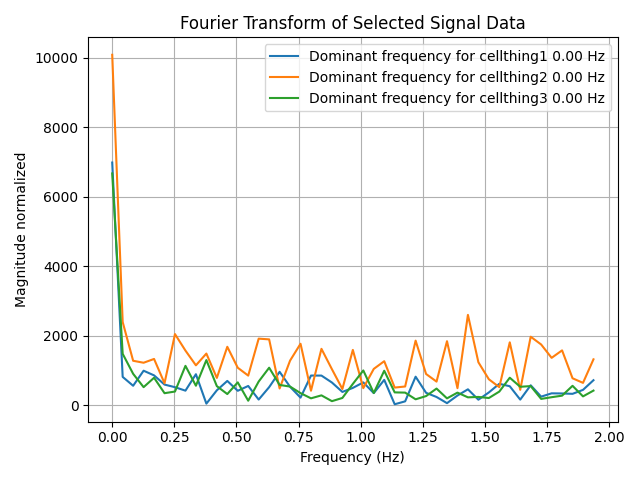 Fourier Transform of Selected Signal Data
Dominant frequency for cellthing1 0.00 Hz
Dominant frequency for cellthing2 0.00 Hz
Dominant frequency for cellthing3 0.00 Hz
Magnitude normalized
10000
8000
6000
4000
2000
0
0.00 0.25 0.50 0.75 1.00 1.25 1.50 1.75 2.00
Frequency (Hz)